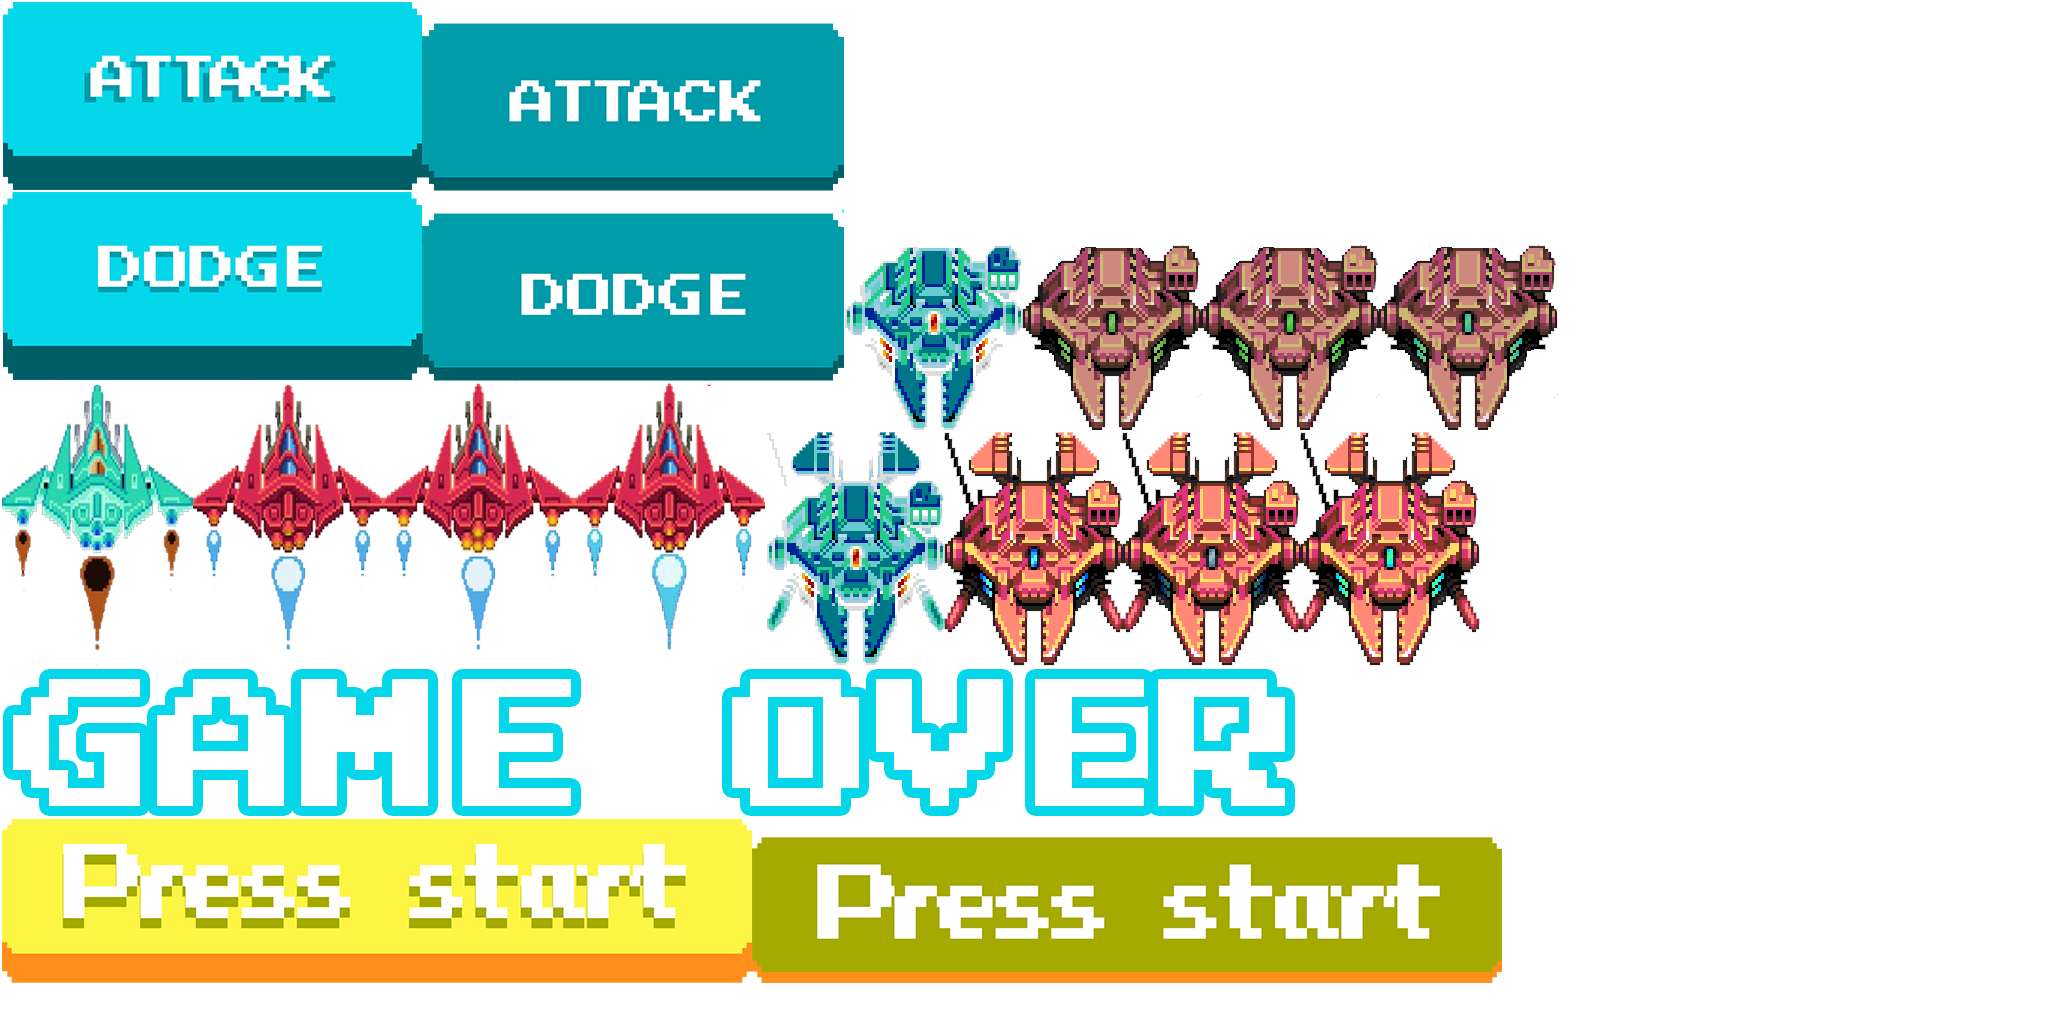 ATTACK
ATTACK
DODGE
DODGE
GAME OVER
Press start
Press start